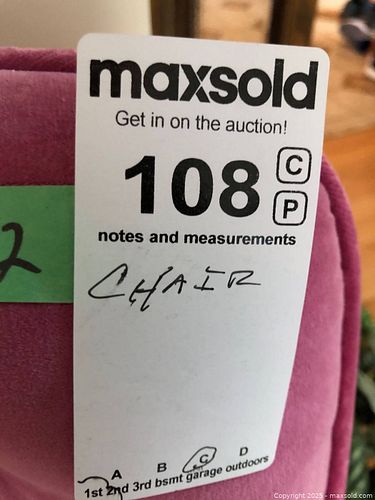 maxsold
Get in on the auction!
108
C
P
notes and measurements
2
CHAIR
A B C D
1st 2nd 3rd bsmt garage outdoors
Copyright 2025 - maxsold.com